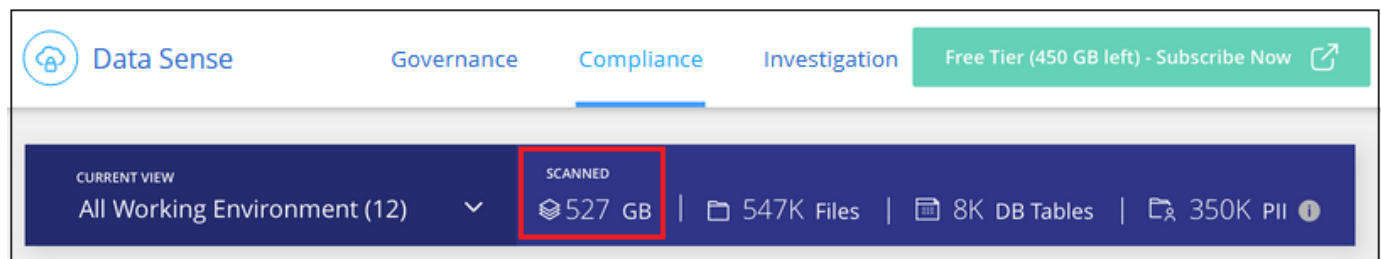 Data Sense Governance Compliance Investigation Free Tier (450 GB left) - Subscribe Now
CURRENT VIEW
All Working Environment (12)
SCANNED
527 GB | 547K Files | 8K DB Tables | 350K PII